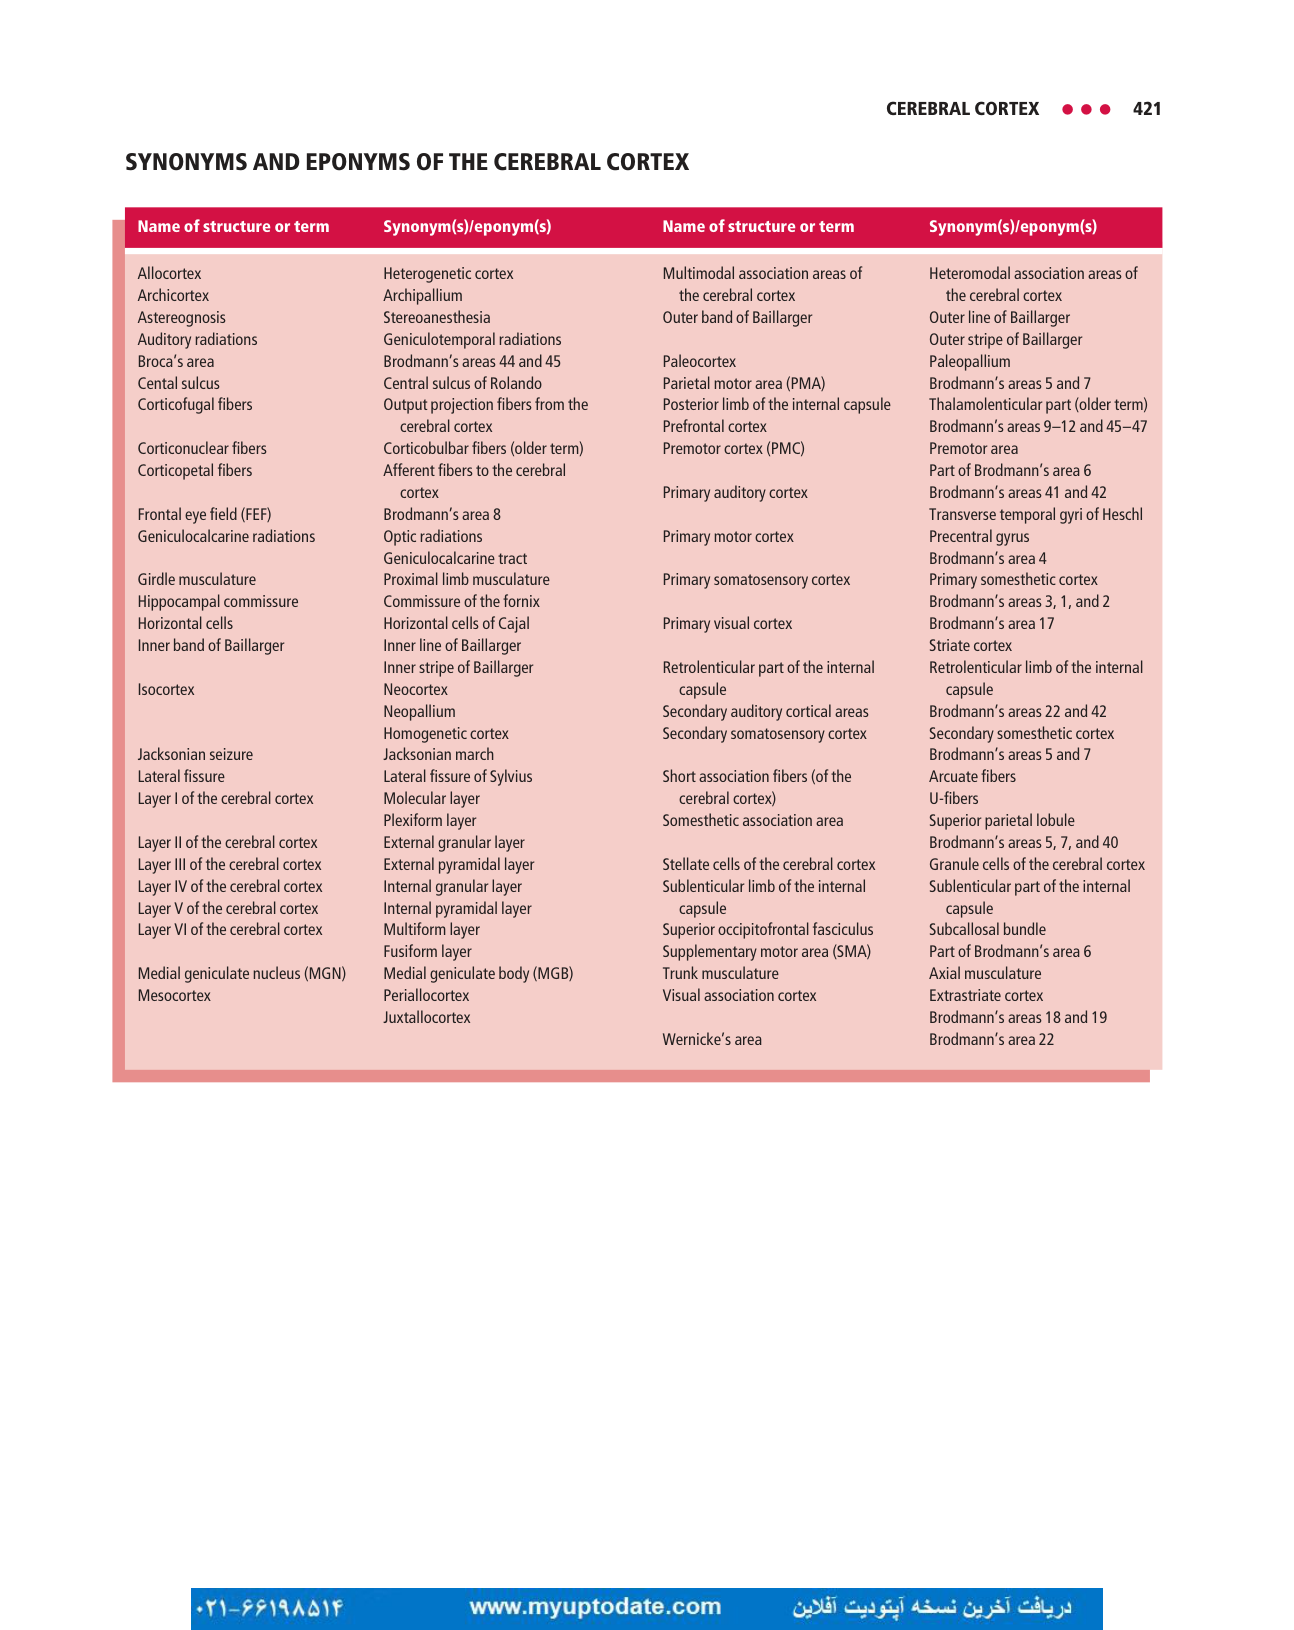 CEREBRAL CORTEX ● ● ● 421
SYNONYMS AND EPONYMS OF THE CEREBRAL CORTEX
Name of structure or term Synonym(s)/eponym(s) Name of structure or term Synonym(s)/eponym(s)
Allocortex Heterogenetic cortex Multimodal association areas of Heteromodal association areas of
Archicortex Archipallium the cerebral cortex the cerebral cortex
Astereognosis Stereoanesthesia Outer band of Baillarger Outer line of Baillarger
Auditory radiations Geniculotemporal radiations Outer stripe of Baillarger
Broca's area Brodmann's areas 44 and 45 Paleocortex Paleopallium
Cental sulcus Central sulcus of Rolando Parietal motor area (PMA) Brodmann's areas 5 and 7
Corticofugal fibers Output projection fibers from the Posterior limb of the internal capsule Thalamolenticular part (older term)
cerebral cortex Prefrontal cortex Brodmann's areas 9–12 and 45–47
Corticonuclear fibers Corticobulbar fibers (older term) Premotor cortex (PMC) Premotor area
Corticopetal fibers Afferent fibers to the cerebral Part of Brodmann's area 6
cortex Primary auditory cortex Brodmann's areas 41 and 42
Frontal eye field (FEF) Brodmann's area 8 Transverse temporal gyri of Heschl
Geniculocalcarine radiations Optic radiations Primary motor cortex Precentral gyrus
Geniculocalcarine tract Brodmann's area 4
Girdle musculature Proximal limb musculature Primary somatosensory cortex Primary somesthetic cortex
Hippocampal commissure Commissure of the fornix Brodmann's areas 3, 1, and 2
Horizontal cells Horizontal cells of Cajal Primary visual cortex Brodmann's area 17
Inner band of Baillarger Inner line of Baillarger Striate cortex
Inner stripe of Baillarger Retrolenticular part of the internal Retrolenticular limb of the internal
Isocortex Neocortex capsule capsule
Neopallium Secondary auditory cortical areas Brodmann's areas 22 and 42
Homogenetic cortex Secondary somatosensory cortex Secondary somesthetic cortex
Jacksonian seizure Jacksonian march Brodmann's areas 5 and 7
Lateral fissure Lateral fissure of Sylvius Short association fibers (of the Arcuate fibers
Layer I of the cerebral cortex Molecular layer cerebral cortex) U-fibers
Plexiform layer Somesthetic association area Superior parietal lobule
Layer II of the cerebral cortex External granular layer Brodmann's areas 5, 7, and 40
Layer III of the cerebral cortex External pyramidal layer Stellate cells of the cerebral cortex Granule cells of the cerebral cortex
Layer IV of the cerebral cortex Internal granular layer Sublenticular limb of the internal Sublenticular part of the internal
Layer V of the cerebral cortex Internal pyramidal layer capsule capsule
Layer VI of the cerebral cortex Multiform layer Superior occipitofrontal fasciculus Subcallosal bundle
Fusiform layer Supplementary motor area (SMA) Part of Brodmann's area 6
Medial geniculate nucleus (MGN) Medial geniculate body (MGB) Trunk musculature Axial musculature
Mesocortex Periallocortex Visual association cortex Extrastriate cortex
Juxtallocortex Brodmann's areas 18 and 19
Wernicke's area Brodmann's area 22
۰۲۱-۶۶۱۹۸۵۱۴ www.myuptodate.com دریافت آخرین نسخه آپتودیت آفلاین